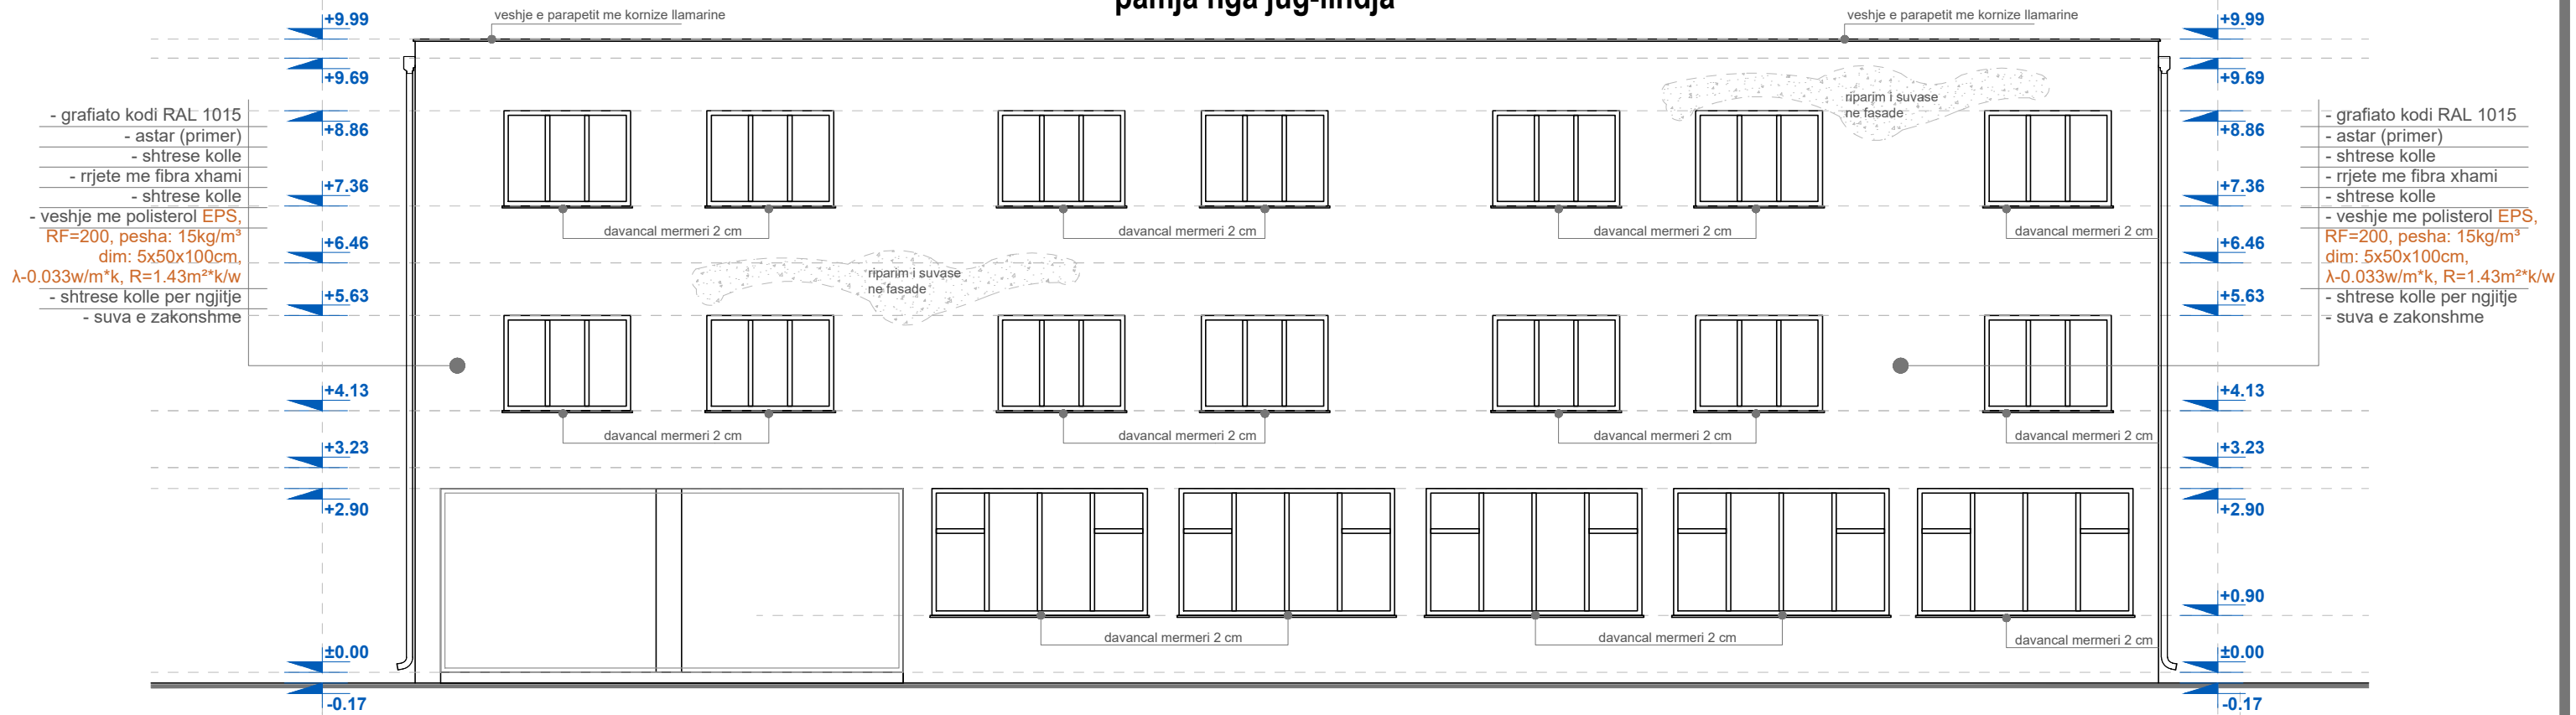 pamja nga jug-lindja
veshje e parapetit me kornize llamarine
veshje e parapetit me kornize llamarine
+9.99
+9.69
+8.86
+7.36
+6.46
+5.63
+4.13
+3.23
+2.90
±0.00
-0.17
- grafiato kodi RAL 1015
- astar (primer)
- shtrese kolle
- rrjete me fibra xhami
- shtrese kolle
- veshje me polisterol EPS,
RF=200, pesha: 15kg/m³
dim: 5x50x100cm,
λ-0.033w/m*k, R=1.43m²*k/w
- shtrese kolle per ngjitje
- suva e zakonshme
riparim i suvase
ne fasade
davancal mermeri 2 cm
davancal mermeri 2 cm
davancal mermeri 2 cm
davancal mermeri 2 cm
riparim i suvase
ne fasade
davancal mermeri 2 cm
davancal mermeri 2 cm
davancal mermeri 2 cm
davancal mermeri 2 cm
davancal mermeri 2 cm
davancal mermeri 2 cm
davancal mermeri 2 cm
+9.99
+9.69
+8.86
+7.36
+6.46
+5.63
+4.13
+3.23
+2.90
+0.90
±0.00
-0.17
- grafiato kodi RAL 1015
- astar (primer)
- shtrese kolle
- rrjete me fibra xhami
- shtrese kolle
- veshje me polisterol EPS,
RF=200, pesha: 15kg/m³
dim: 5x50x100cm,
λ-0.033w/m*k, R=1.43m²*k/w
- shtrese kolle per ngjitje
- suva e zakonshme